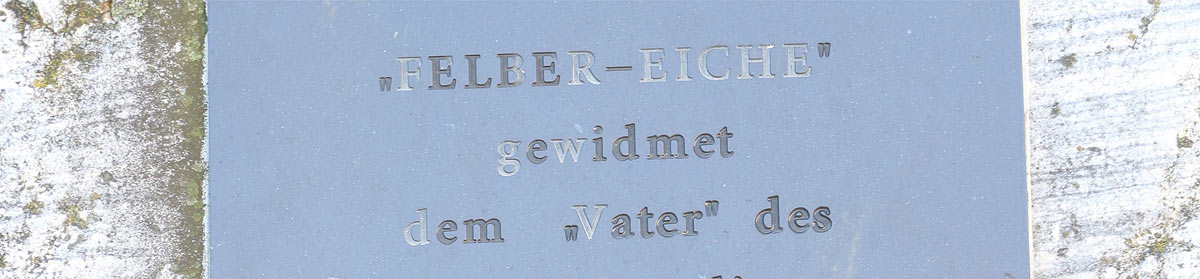 „FELBER–EICHE"
gewidmet
dem „Vater" des